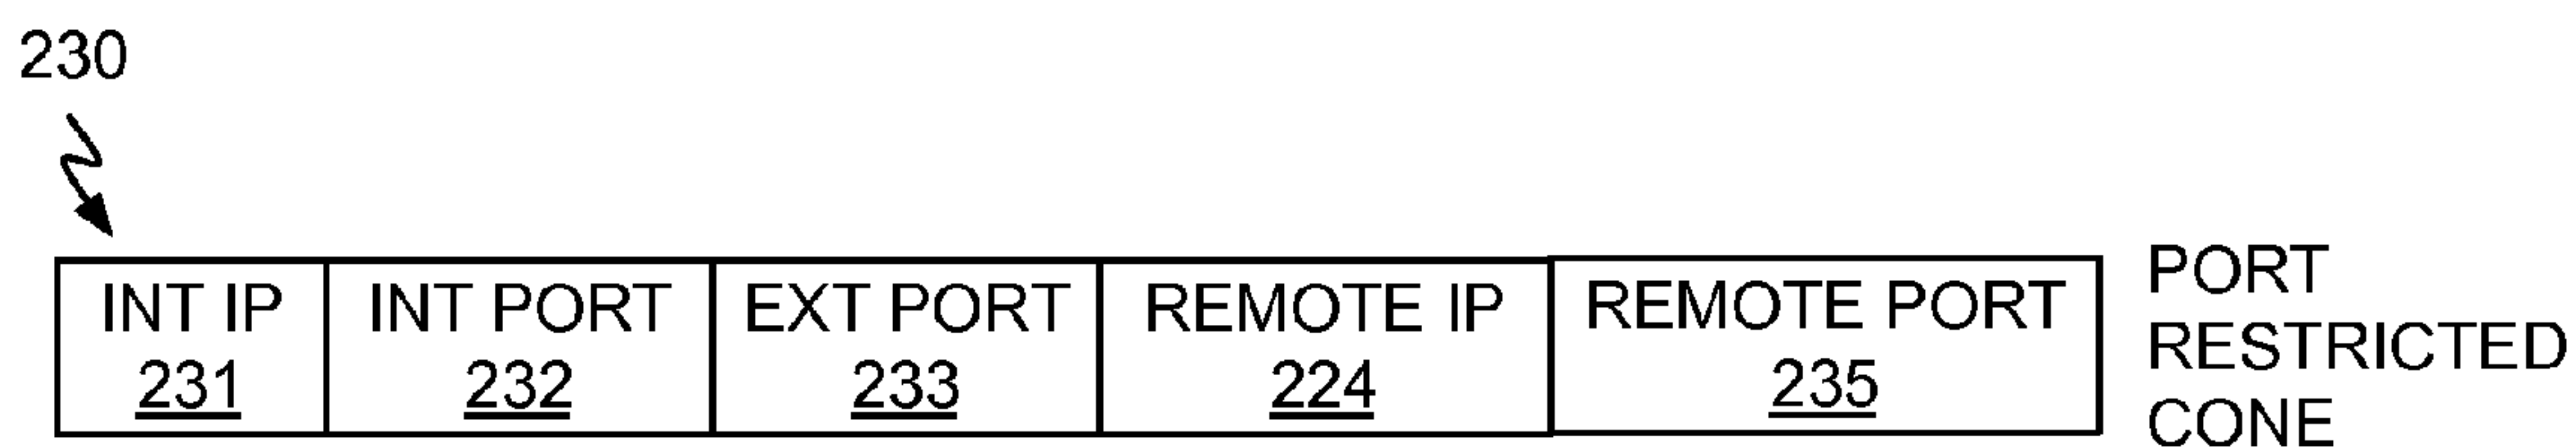 230
INT IP INT PORT EXT PORT REMOTE IP REMOTE PORT
231 232 233 224 235
PORT
RESTRICTED
CONE